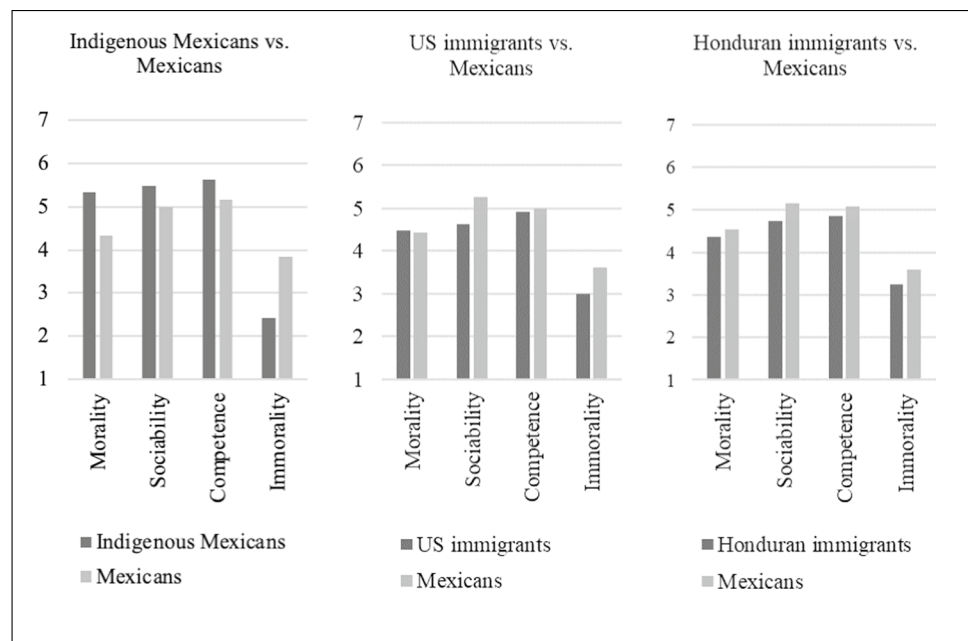 Indigenous Mexicans vs.
Mexicans
7
6
5
4
3
2
1
Morality
Sociability
Competence
Immorality
Indigenous Mexicans
Mexicans
US immigrants vs.
Mexicans
7
6
5
4
3
2
1
Morality
Sociability
Competence
Immorality
US immigrants
Mexicans
Honduran immigrants vs.
Mexicans
7
6
5
4
3
2
1
Morality
Sociability
Competence
Immorality
Honduran immigrants
Mexicans